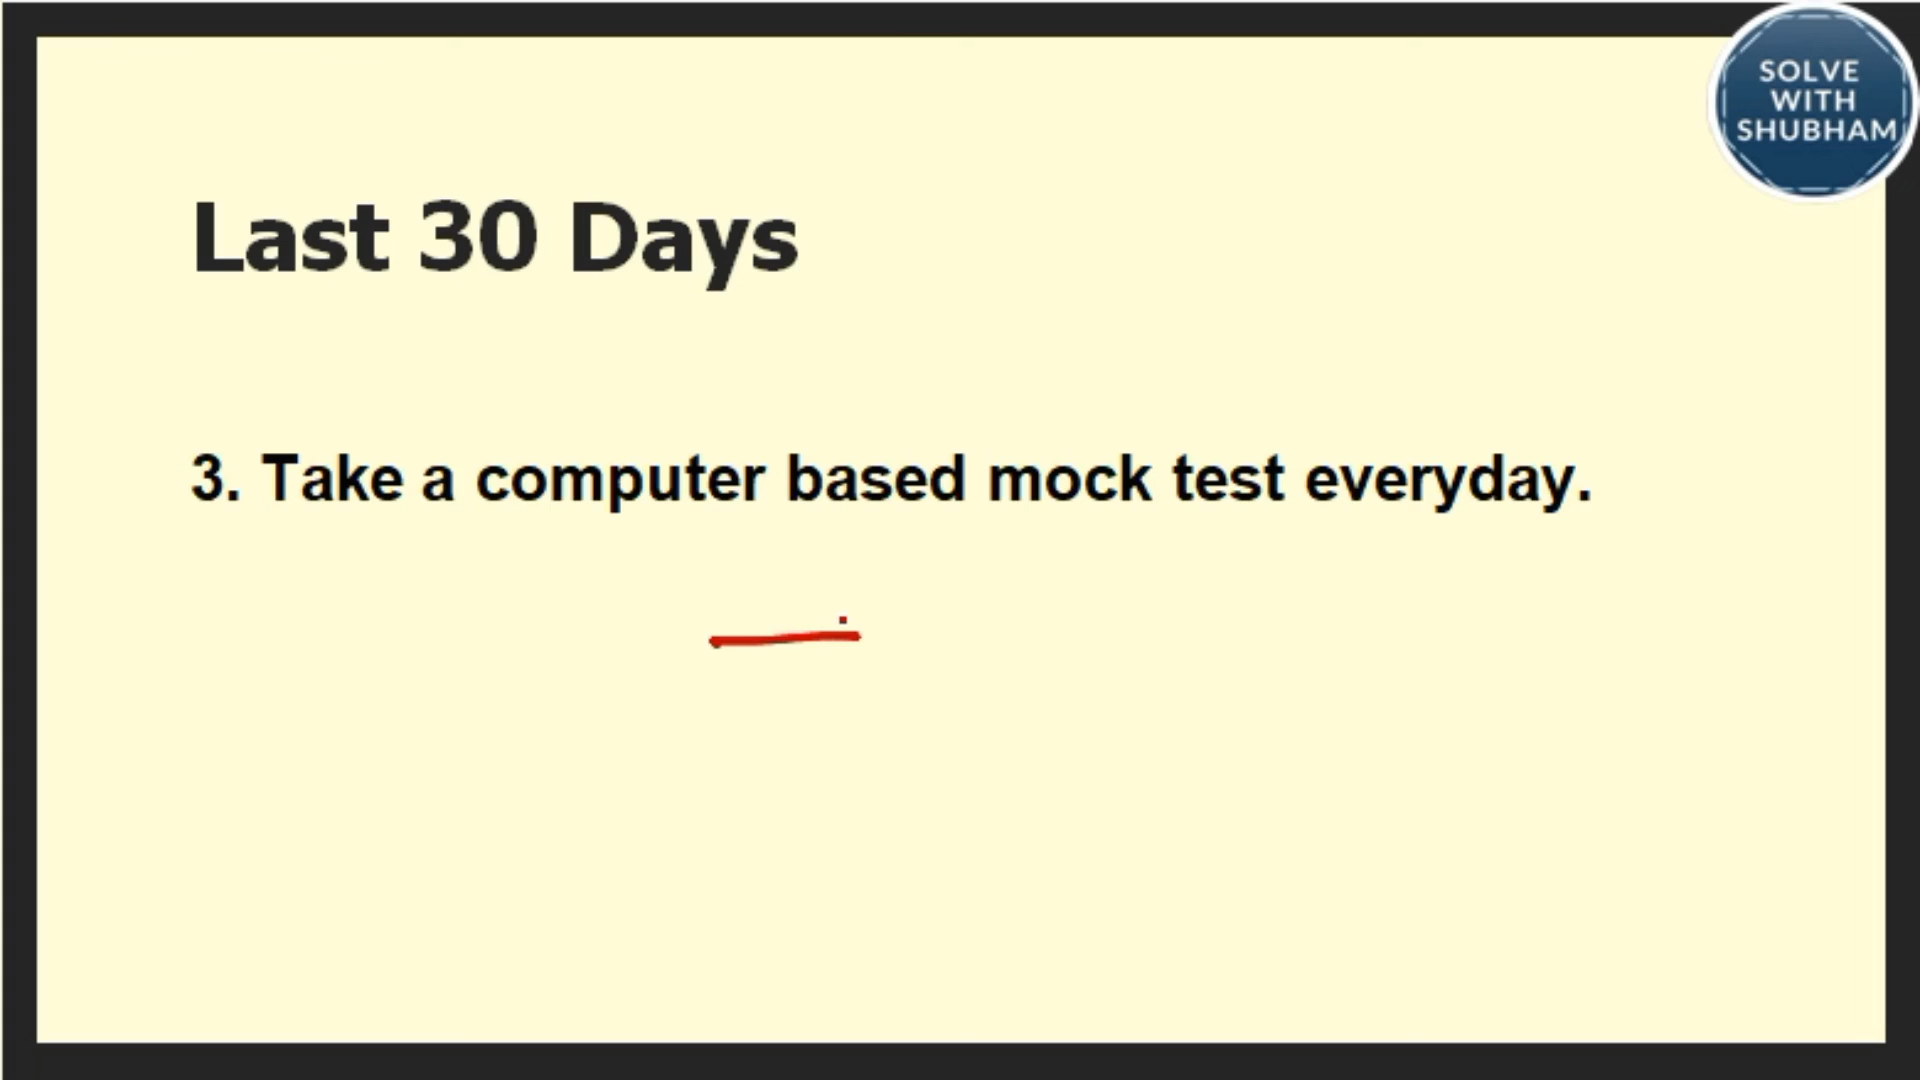 SOLVE
WITH
SHUBHAM
Last 30 Days
3. Take a computer based mock test everyday.